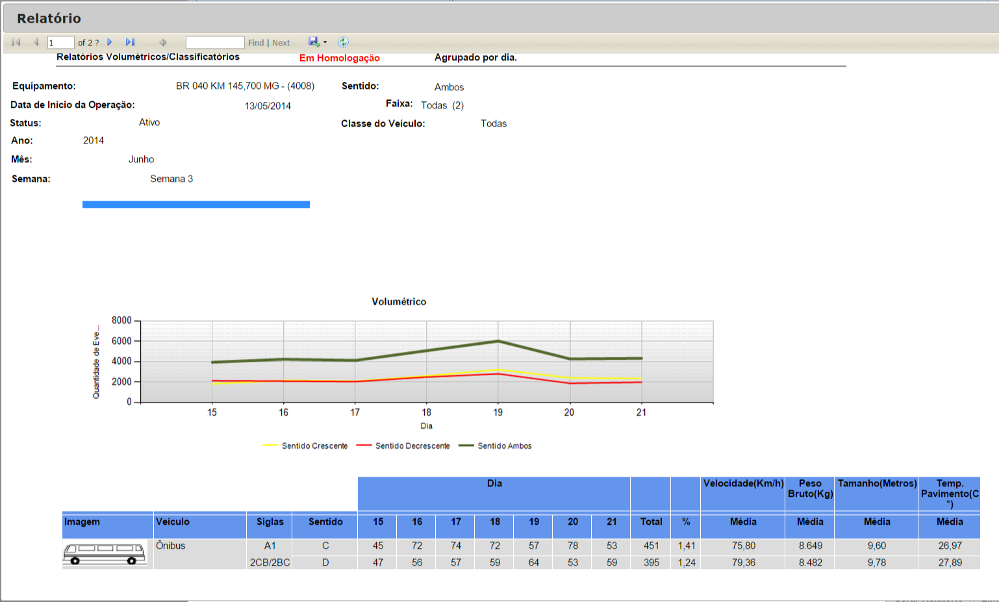 Relatório
1 of 2 ? Find | Next
Relatórios Volumétricos/Classificatórios Em Homologação Agrupado por dia.
Equipamento: BR 040 KM 145,700 MG - (4008) Sentido: Ambos
Data de Início da Operação: 13/05/2014 Faixa: Todas (2)
Status: Ativo Classe do Veículo: Todas
Ano: 2014
Mês: Junho
Semana: Semana 3
Volumétrico
Quantidade de Eve...
8000
6000
4000
2000
0
15 16 17 18 19 20 21
Dia
Sentido Crescente Sentido Decrescente Sentido Ambos
Dia Velocidade(Km/h) Peso Bruto(Kg) Tamanho(Metros) Temp. Pavimento(C°)
Imagem Veículo Siglas Sentido 15 16 17 18 19 20 21 Total % Média Média Média Média
Ônibus A1 C 45 72 74 72 57 78 53 451 1,41 75,80 8.649 9,60 26,97
2CB/2BC D 47 56 57 59 64 53 59 395 1,24 79,36 8.482 9,78 27,89